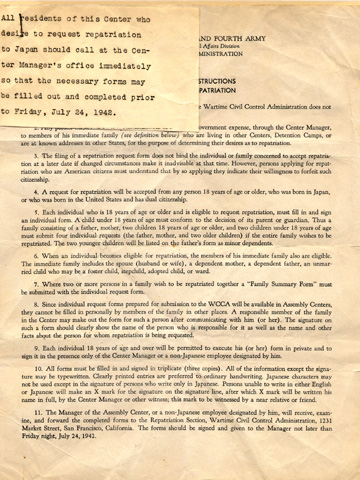 All residents of this Center who
desire to request repatriation
to Japan should call at the Cen-
ter Manager's office immediately
so that the necessary forms may
be filled out and completed prior
to Friday, July 24, 1942.
AND FOURTH ARMY
l Affairs Division
MINISTRATION
STRUCTIONS
PATRIATION
e Wartime Civil Control Administration does not
vernment expense, through the Center Manager,
to members of his immediate family (see definition below) who are living in other Centers, Detention Camps, or
are at known addresses in other States, for the purpose of determining their desires as to repatriation.
3. The filing of a repatriation request form does not bind the individual or family concerned to accept repatria-
tion at a later date if changed circumstances make it inadvisable at that time. However, persons applying for repat-
riation who are American citizens must understand that by so applying they indicate their willingness to forfeit such
citizenship.
4. A request for repatriation will be accepted from any person 18 years of age or older, who was born in Japan,
or who was born in the United States and has dual citizenship.
5. Each individual who is 18 years of age or older and is eligible to request repatriation, must fill in and sign
an individual form. A child under 18 years of age must conform to the decision of its parent or guardian. Thus a
family consisting of a father, mother, two children 18 years of age or older, and two children under 18 years of age
must submit four individual requests (the father, mother, and two older children) if the entire family wishes to be
repatriated. The two younger children will be listed on the father's form as minor dependents.
6. When an individual becomes eligible for repatriation, the members of his immediate family also are eligible.
The immediate family includes the spouse (husband or wife), a dependent mother, a dependent father, an unmar-
ried child who may be a foster child, stepchild, adopted child, or ward.
7. Where two or more persons in a family wish to be repatriated together a "Family Summary Form" must
be submitted with the individual request form.
8. Since individual request forms prepared for submission to the WCCA will be available in Assembly Centers,
they cannot be filled in personally by members of the family in other places. A responsible member of the family
in the Center may make out the form for such a person after communicating with him (or her). The signature on
such a form should clearly show the name of the person who is responsible for it as well as the name and other
facts about the person for whom repatriation is being requested.
9. Each individual 18 years of age and over will be permitted to execute his (or her) form in private and to
sign it in the presence only of the Center Manager or a non-Japanese employee designated by him.
10. All forms must be filled in and signed in triplicate (three copies). All of the information except the signa-
ture may be typewritten. Clearly printed entries are preferred to ordinary handwriting. Japanese characters may
not be used except in the signature of persons who write only in Japanese. Persons unable to write in either English
or Japanese will make an X mark for the signature on the signature line, after which X mark will be written his
name in full, by the Center Manager or other witness; this mark to be witnessed by a near relative or friend.
11. The Manager of the Assembly Center, or a non-Japanese employee designated by him, will receive, exam-
ine, and forward the completed forms to the Repatriation Section, Wartime Civil Control Administration, 1231
Market Street, San Francisco, California. The forms should be signed and given to the Manager not later than
Friday night, July 24, 1942.